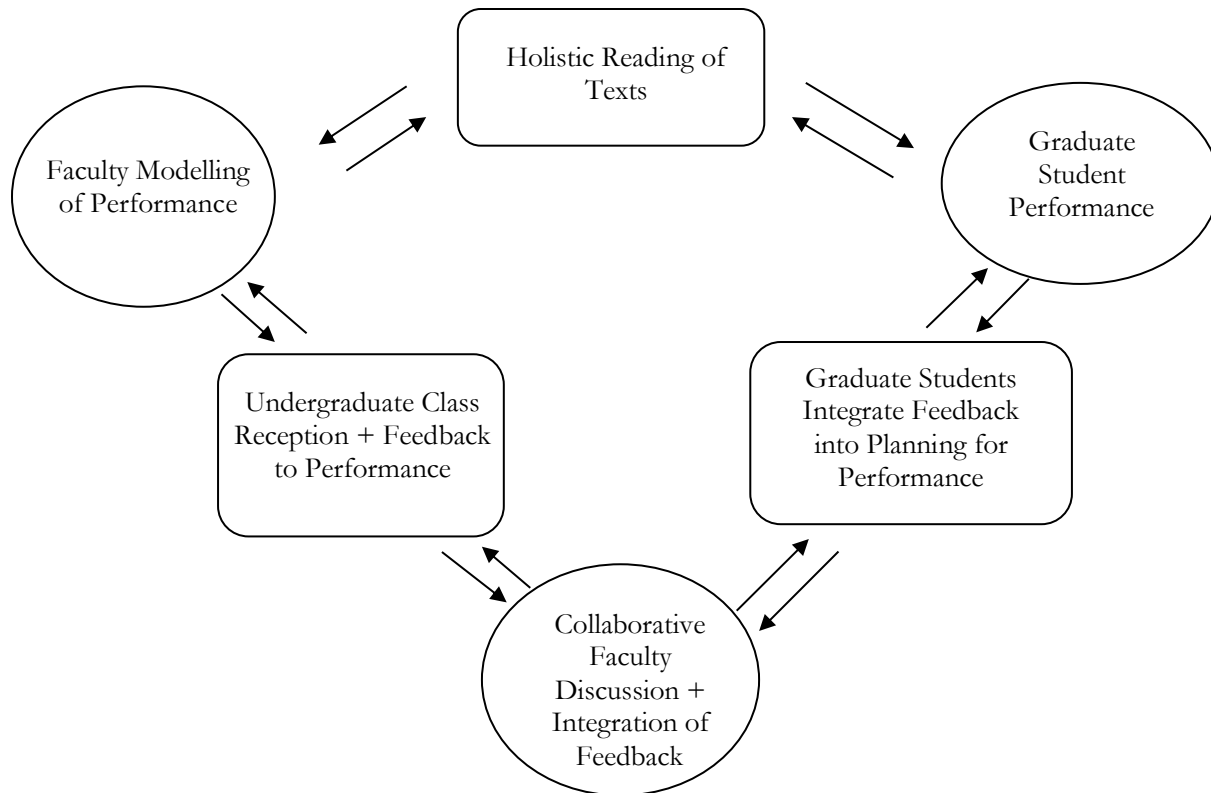 Holistic Reading of
Texts
Faculty Modelling
of Performance
Graduate
Student
Performance
Undergraduate Class
Reception + Feedback
to Performance
Graduate Students
Integrate Feedback
into Planning for
Performance
Collaborative
Faculty
Discussion +
Integration of
Feedback